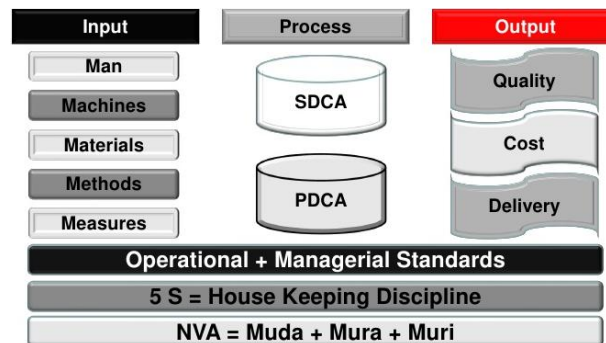 Input
Process
Output
Man
Machines
Materials
Methods
Measures
SDCA
PDCA
Quality
Cost
Delivery
Operational + Managerial Standards
5 S = House Keeping Discipline
NVA = Muda + Mura + Muri